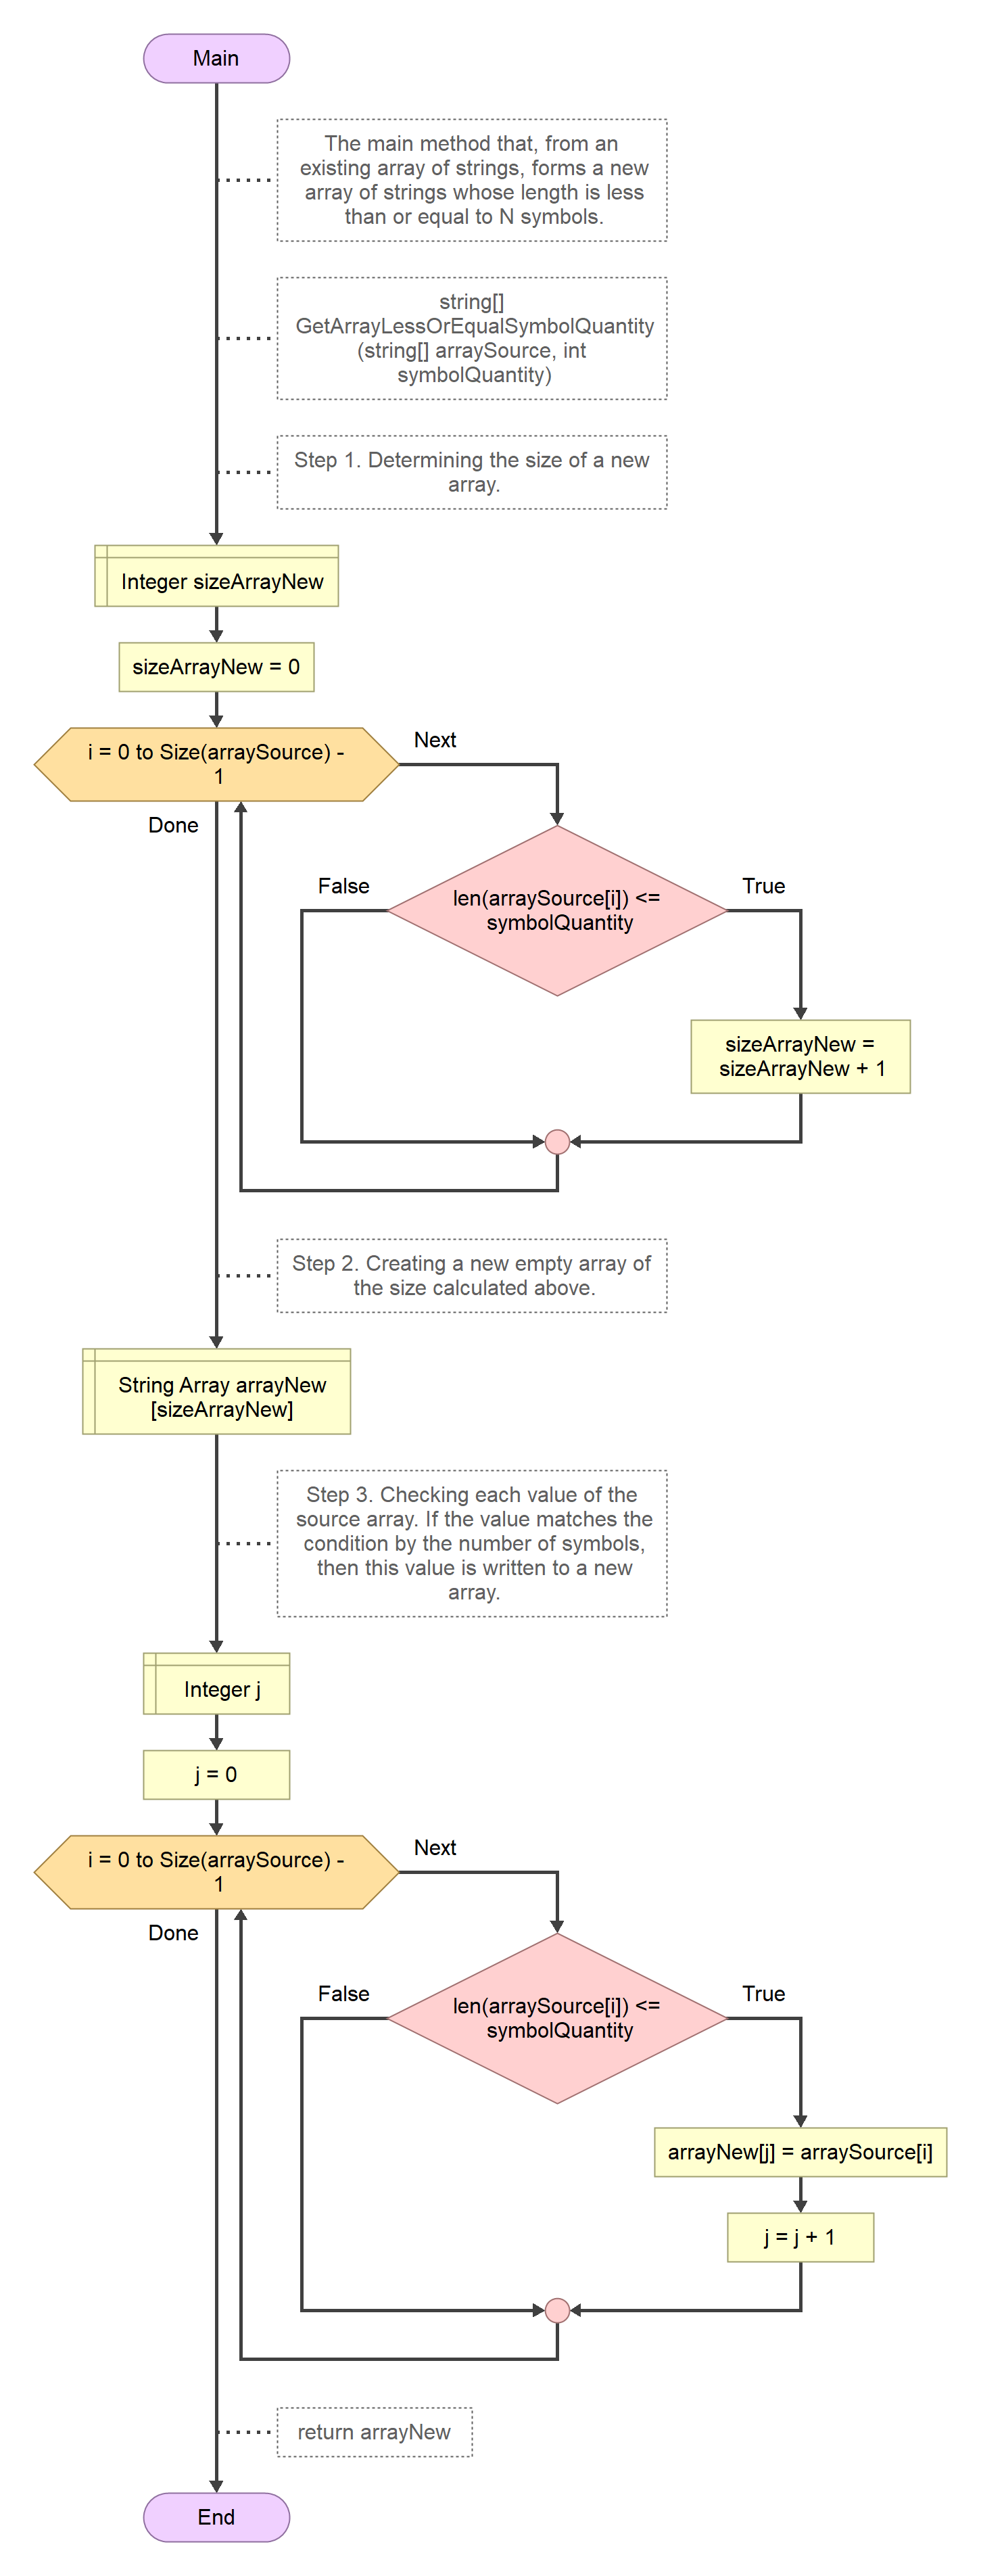 Main
The main method that, from an
existing array of strings, forms a new
array of strings whose length is less
than or equal to N symbols.
string[]
GetArrayLessOrEqualSymbolQuantity
(string[] arraySource, int
symbolQuantity)
Step 1. Determining the size of a new
array.
Integer sizeArrayNew
sizeArrayNew = 0
i = 0 to Size(arraySource) -
1
Next
Done
False
len(arraySource[i]) <=
symbolQuantity
True
sizeArrayNew =
sizeArrayNew + 1
Step 2. Creating a new empty array of
the size calculated above.
String Array arrayNew
[sizeArrayNew]
Step 3. Checking each value of the
source array. If the value matches the
condition by the number of symbols,
then this value is written to a new
array.
Integer j
j = 0
i = 0 to Size(arraySource) -
1
Next
Done
False
len(arraySource[i]) <=
symbolQuantity
True
arrayNew[j] = arraySource[i]
j = j + 1
return arrayNew
End